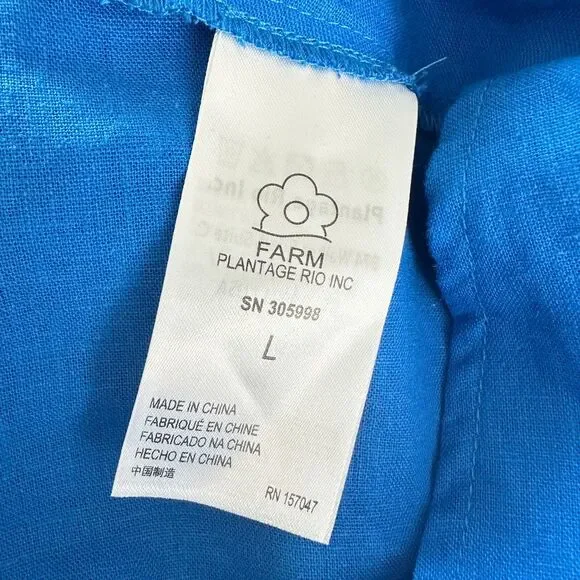 FARM
PLANTAGE RIO INC
SN 305998
L
MADE IN CHINA
FABRIQUÉ EN CHINE
FABRICADO NA CHINA
HECHO EN CHINA
中国制造
RN 157047